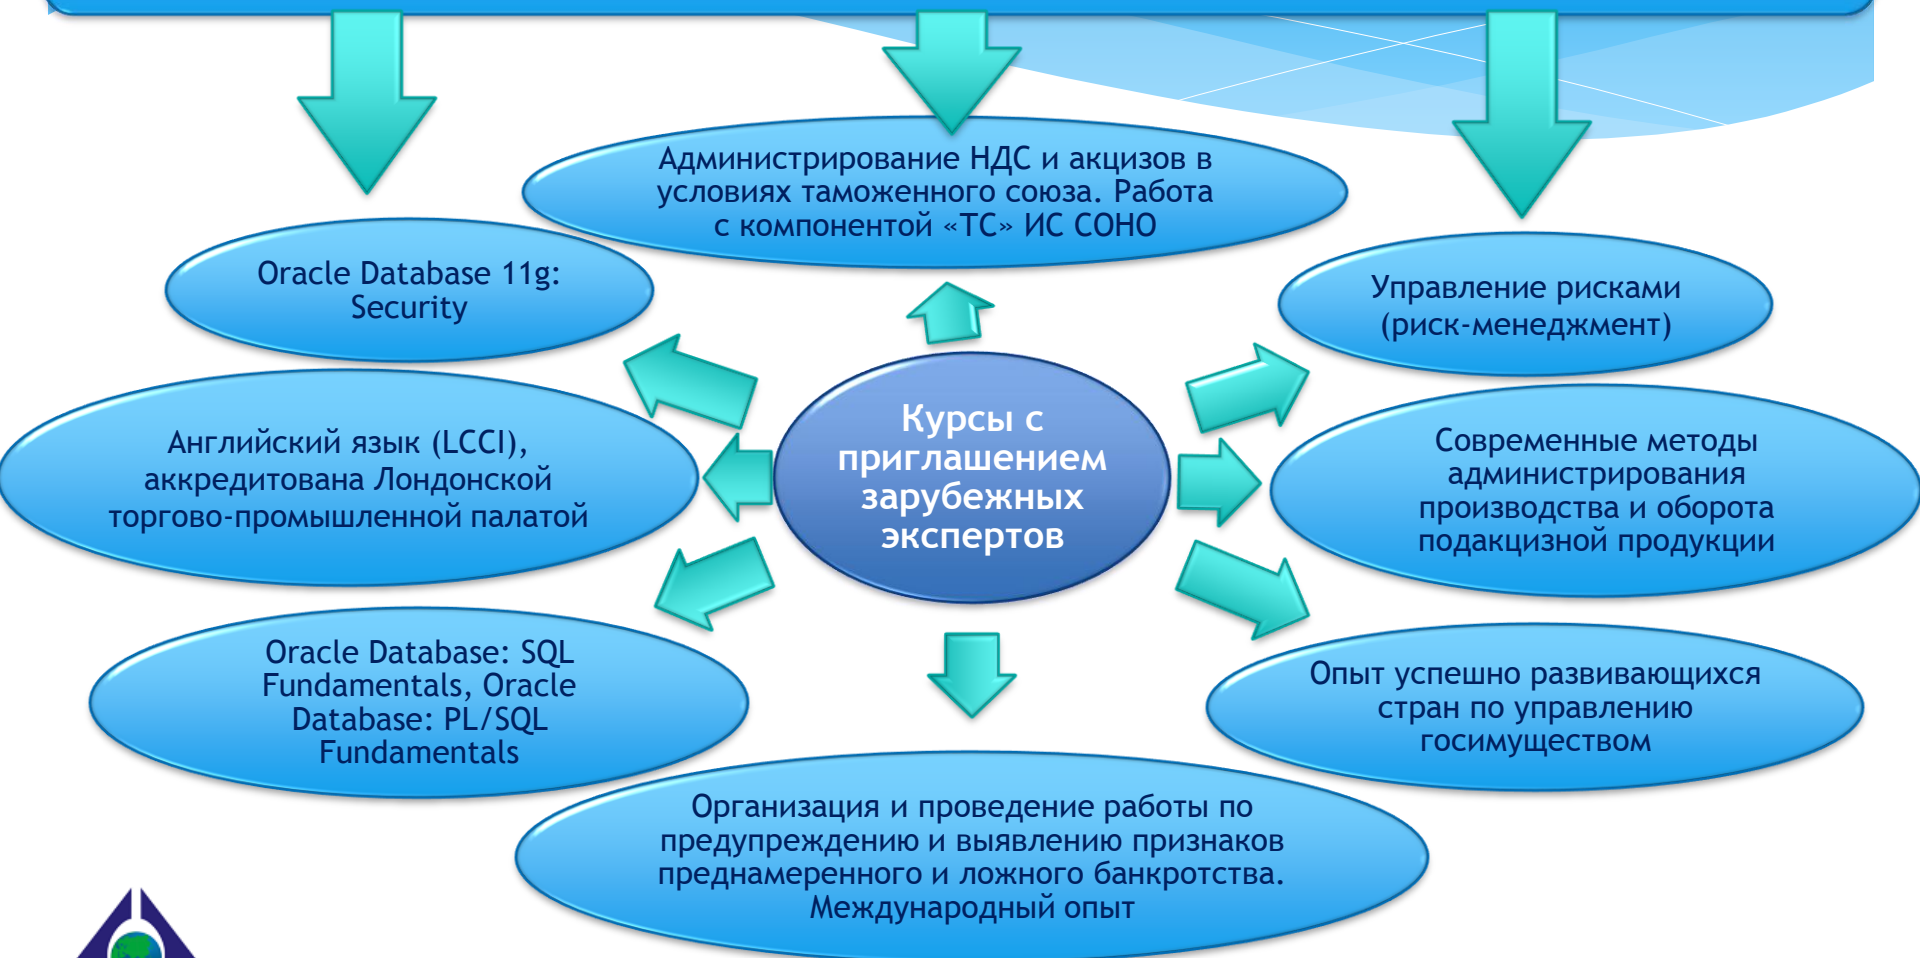 Администрирование НДС и акцизов в
условиях таможенного союза. Работа
с компонентой «ТС» ИС СОНО
Oracle Database 11g:
Security
Управление рисками
(риск-менеджмент)
Английский язык (LCCI),
аккредитована Лондонской
торгово-промышленной палатой
Курсы с
приглашением
зарубежных
экспертов
Современные методы
администрирования
производства и оборота
подакцизной продукции
Oracle Database: SQL
Fundamentals, Oracle
Database: PL/SQL
Fundamentals
Опыт успешно развивающихся
стран по управлению
госимуществом
Организация и проведение работы по
предупреждению и выявлению признаков
преднамеренного и ложного банкротства.
Международный опыт